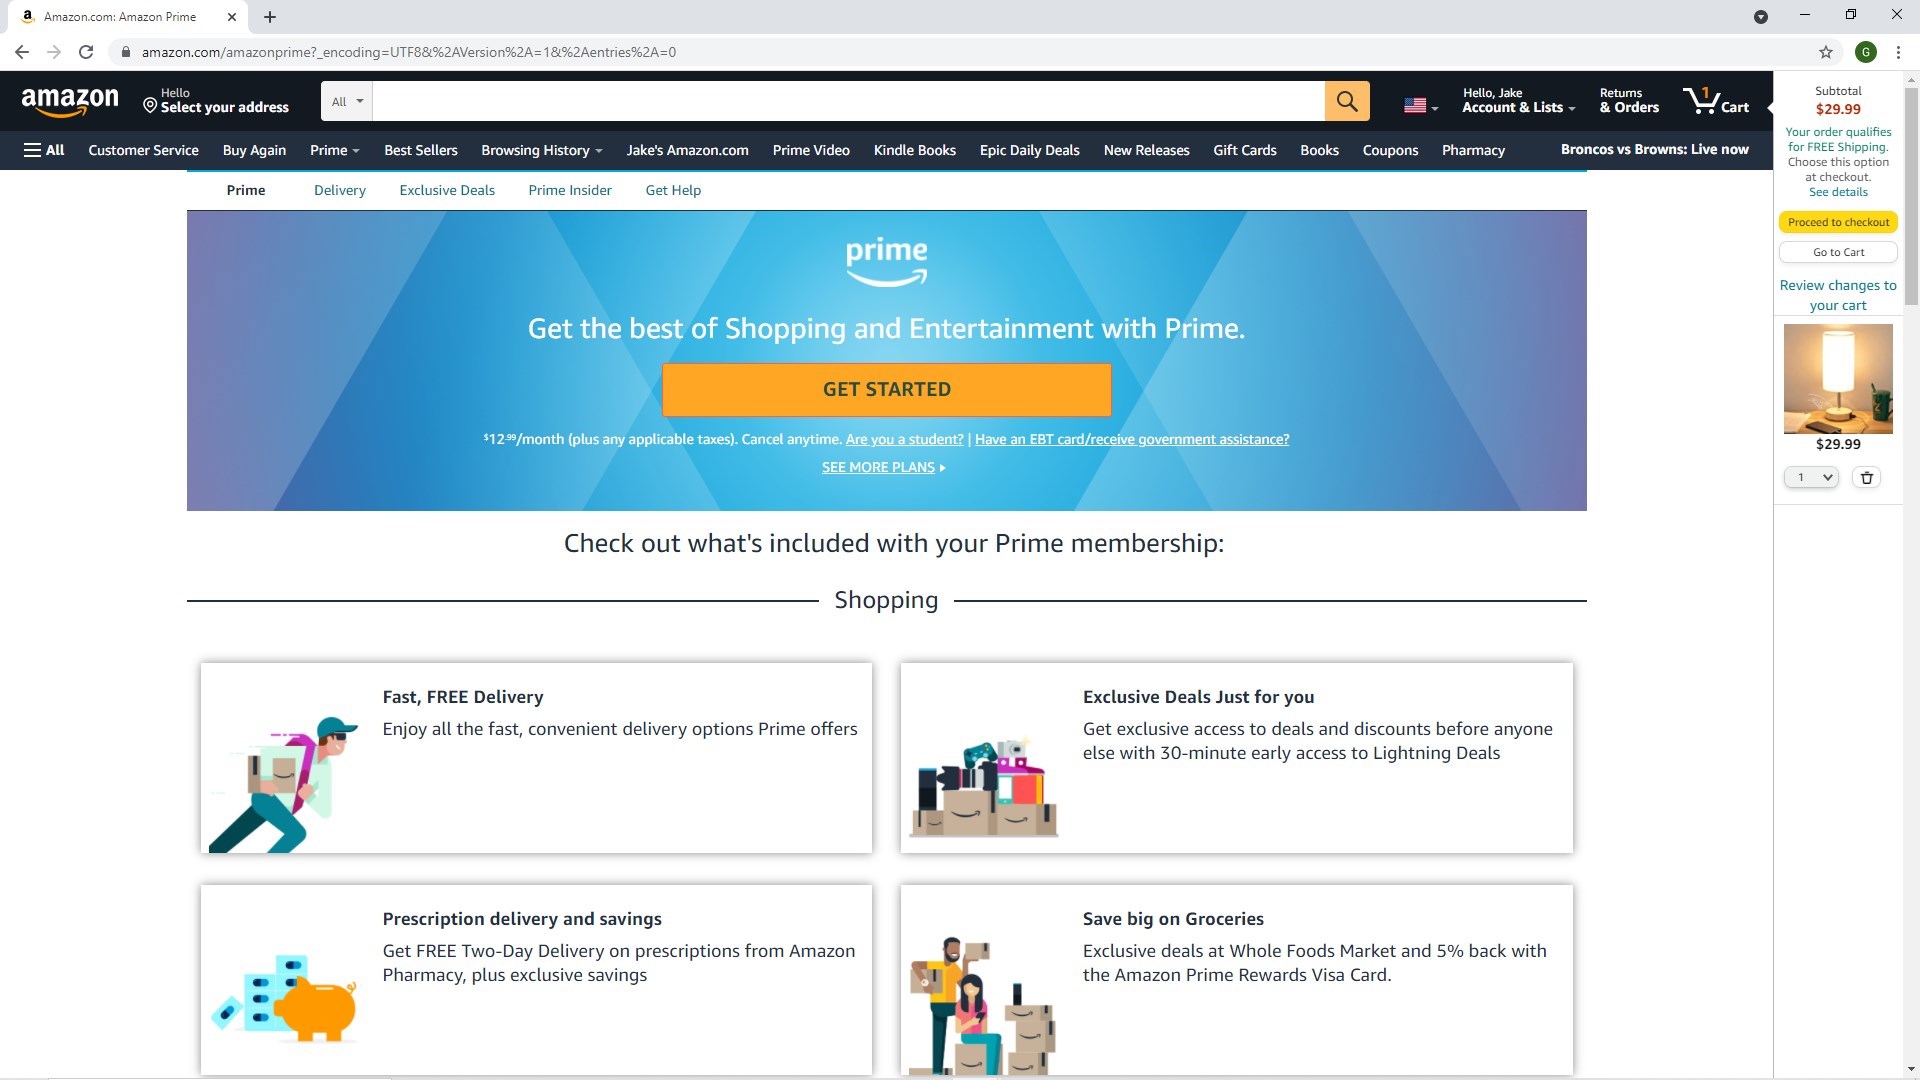 Amazon.com: Amazon Prime
amazon.com/amazonprime?_encoding=UTF8&%2AVersion%2A=1&%2Aentries%2A=0
G
amazon
Hello
Select your address
All
Hello, Jake
Account & Lists
Returns
& Orders
1
Cart
All
Customer Service
Buy Again
Prime
Best Sellers
Browsing History
Jake's Amazon.com
Prime Video
Kindle Books
Epic Daily Deals
New Releases
Gift Cards
Books
Coupons
Pharmacy
Broncos vs Browns: Live now
Prime
Delivery
Exclusive Deals
Prime Insider
Get Help
prime
Get the best of Shopping and Entertainment with Prime.
GET STARTED
$12.99/month (plus any applicable taxes). Cancel anytime. Are you a student? | Have an EBT card/receive government assistance?
SEE MORE PLANS
Check out what's included with your Prime membership:
Shopping
Fast, FREE Delivery
Enjoy all the fast, convenient delivery options Prime offers
Exclusive Deals Just for you
Get exclusive access to deals and discounts before anyone
else with 30-minute early access to Lightning Deals
Prescription delivery and savings
Get FREE Two-Day Delivery on prescriptions from Amazon
Pharmacy, plus exclusive savings
Save big on Groceries
Exclusive deals at Whole Foods Market and 5% back with
the Amazon Prime Rewards Visa Card.
Subtotal
$29.99
Your order qualifies
for FREE Shipping.
Choose this option
at checkout.
See details
Proceed to checkout
Go to Cart
Review changes to
your cart
$29.99
1